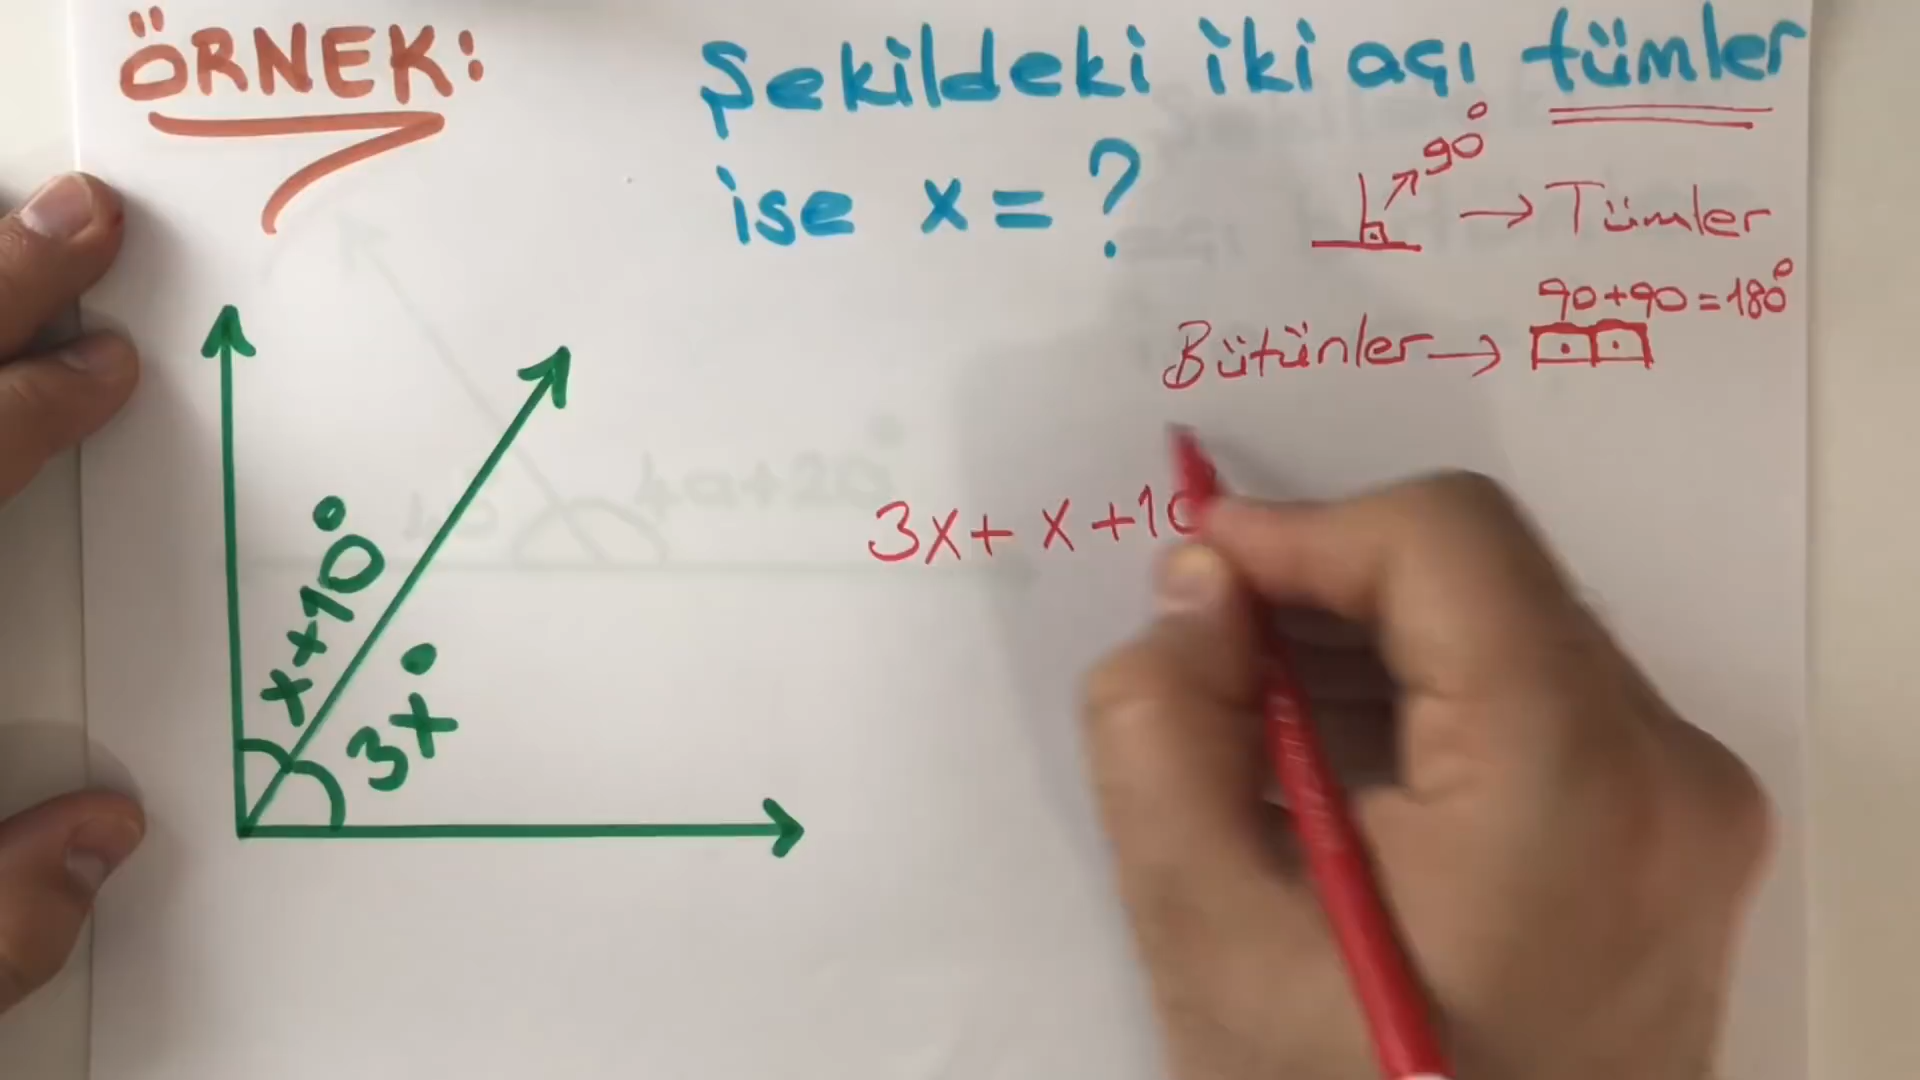 ÖRNEK:
Şekildeki iki açı tümler
ise x = ?
90°
→ Tümler
90+90=180°
Bütünler →
3x + x + 10
x+10°
3x°